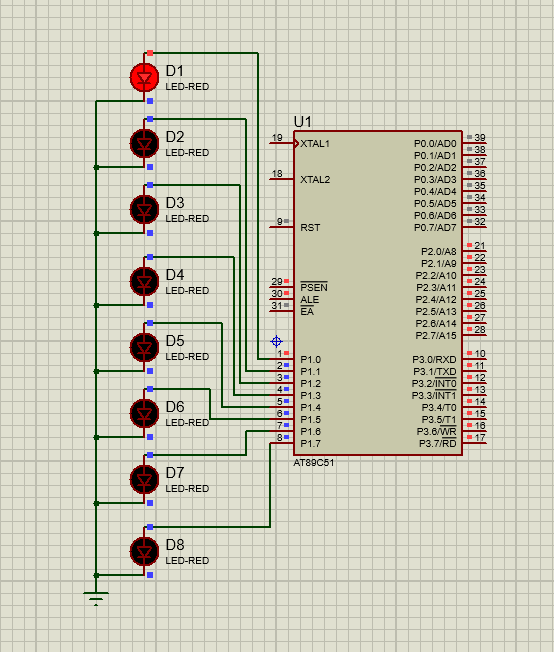 D1
LED-RED
D2
LED-RED
D3
LED-RED
D4
LED-RED
D5
LED-RED
D6
LED-RED
D7
LED-RED
D8
LED-RED
U1
19 XTAL1
18 XTAL2
9 RST
29 PSEN
30 ALE
31 EA
1 P1.0
2 P1.1
3 P1.2
4 P1.3
5 P1.4
6 P1.5
7 P1.6
8 P1.7
P0.0/AD0 39
P0.1/AD1 38
P0.2/AD2 37
P0.3/AD3 36
P0.4/AD4 35
P0.5/AD5 34
P0.6/AD6 33
P0.7/AD7 32
P2.0/A8 21
P2.1/A9 22
P2.2/A10 23
P2.3/A11 24
P2.4/A12 25
P2.5/A13 26
P2.6/A14 27
P2.7/A15 28
P3.0/RXD 10
P3.1/TXD 11
P3.2/INT0 12
P3.3/INT1 13
P3.4/T0 14
P3.5/T1 15
P3.6/WR 16
P3.7/RD 17
AT89C51